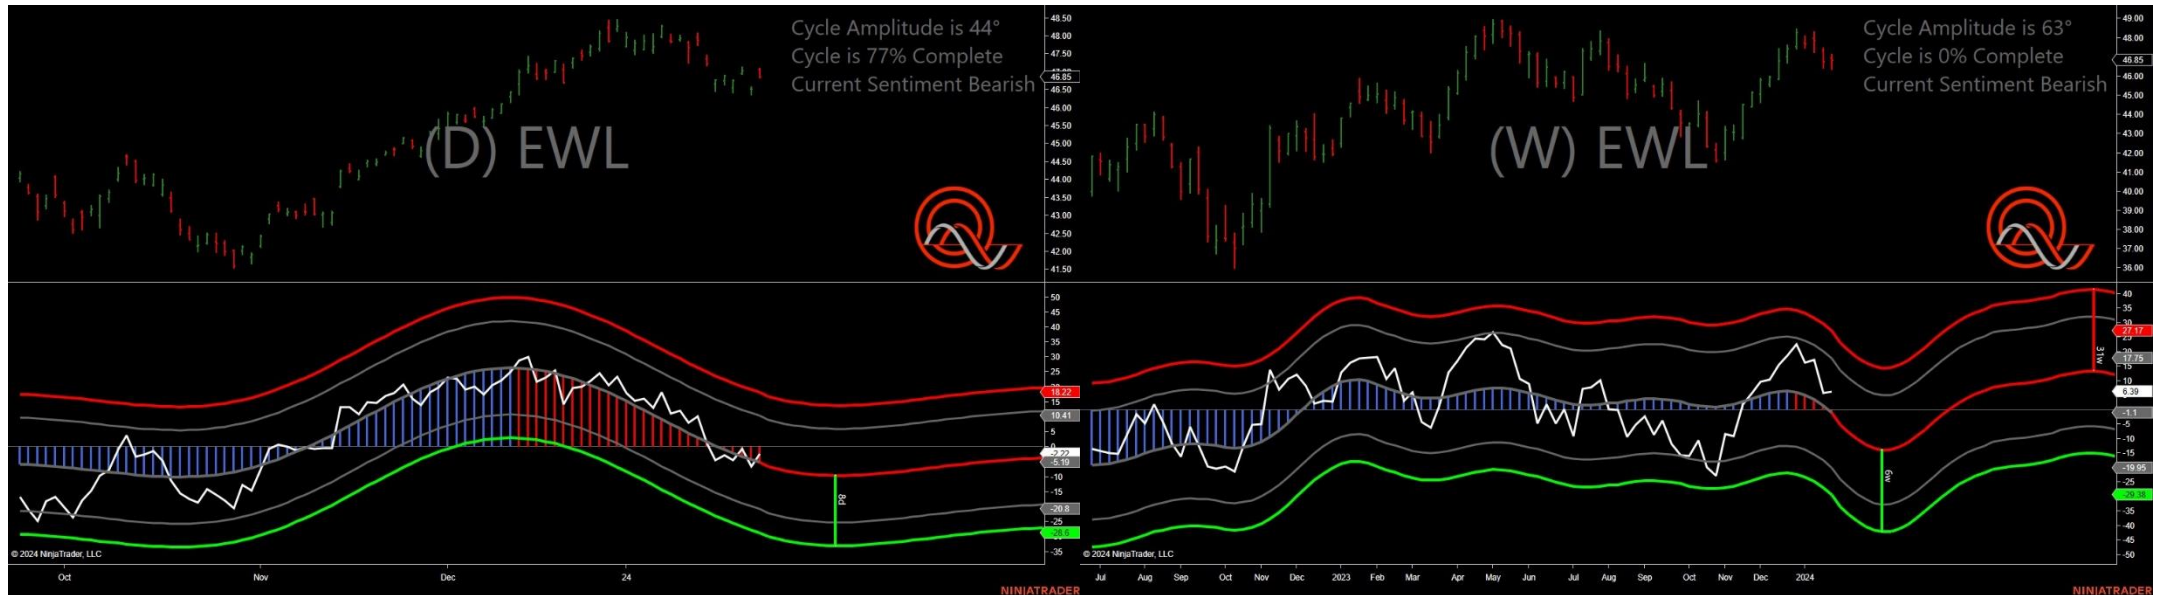 Cycle Amplitude is 44°
Cycle is 77% Complete
Current Sentiment Bearish
(D) EWL
48.50
48.00
47.50
46.85
46.50
46.00
45.50
45.00
44.50
44.00
43.50
43.00
42.50
42.00
41.50
50
45
40
35
30
25
18.22
15
10.41
5
-2.22
-5.19
-10
-15
-20.8
-25
-28.6
-35
8d
© 2024 NinjaTrader, LLC
Oct
Nov
Dec
24
NINJATRADER
Cycle Amplitude is 63°
Cycle is 0% Complete
Current Sentiment Bearish
(W) EWL
49.00
48.00
46.85
46.00
45.00
44.00
43.00
42.00
41.00
40.00
39.00
38.00
37.00
36.00
40
35
30
27.17
17.75
10
6.39
-1.1
-5
-10
-15
-19.95
-25
-29.38
-35
-40
-45
-50
31w
6w
© 2024 NinjaTrader, LLC
Jul
Aug
Sep
Oct
Nov
Dec
2023
Feb
Mar
Apr
May
Jun
Jul
Aug
Sep
Oct
Nov
Dec
2024
NINJATRADER